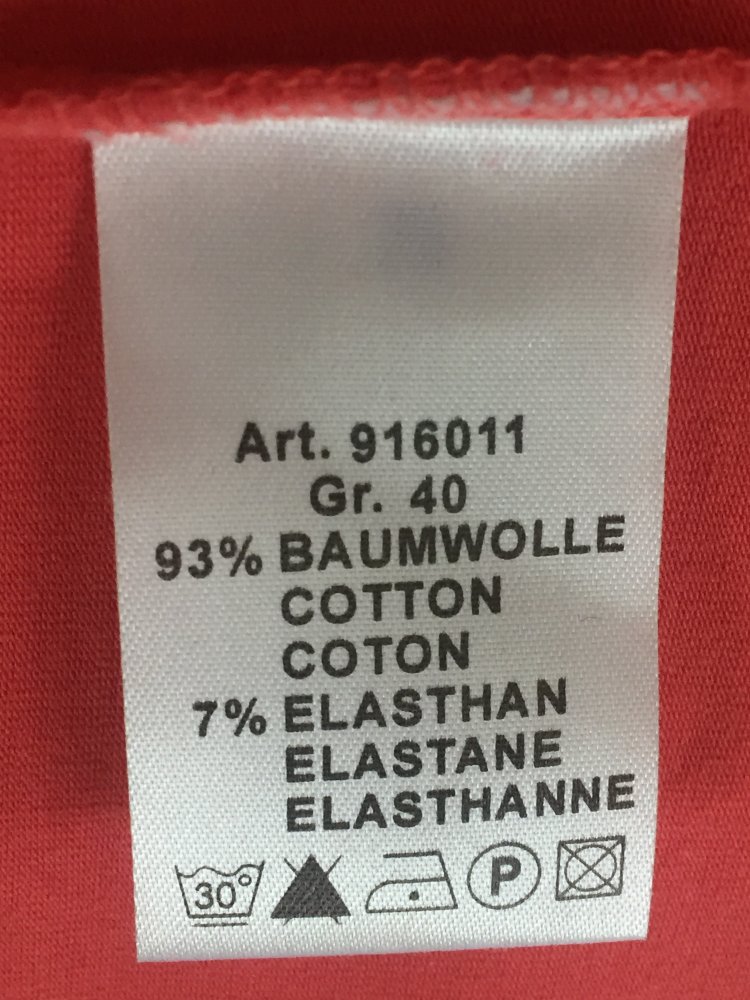 Art. 916011
Gr. 40
93% BAUMWOLLE
COTTON
COTON
7% ELASTHAN
ELASTANE
ELASTHANNE
30° P